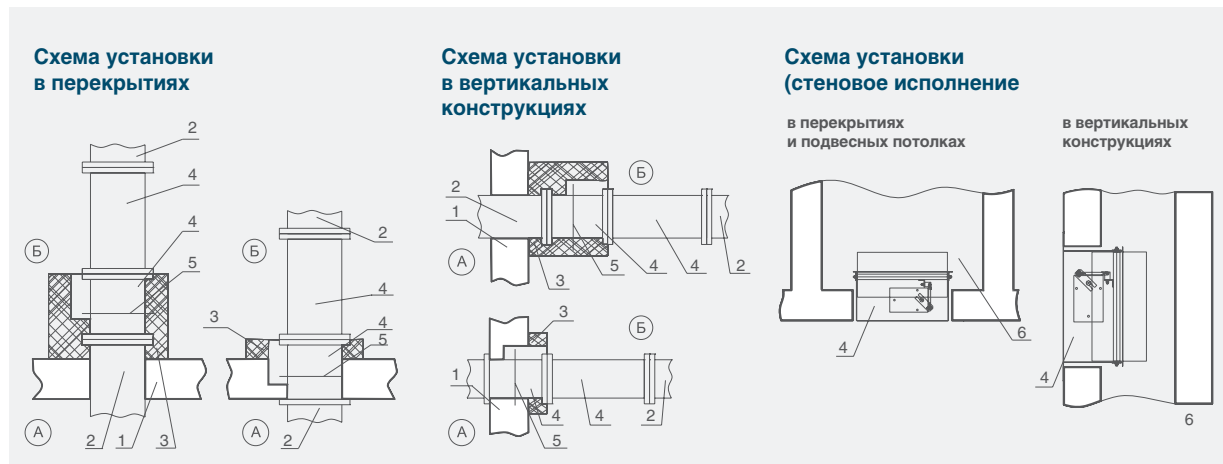 Схема установки
в перекрытиях
2
4
4
Б
5
А
2
1
3
Б
2
4
3
4
5
А
2
Схема установки
в вертикальных
конструкциях
2
1
А
Б
3
5
4
4
2
3
Б
1
А
4
4
2
5
Схема установки
(стеновое исполнение
в перекрытиях
и подвесных потолках
4
6
в вертикальных
конструкциях
4
6